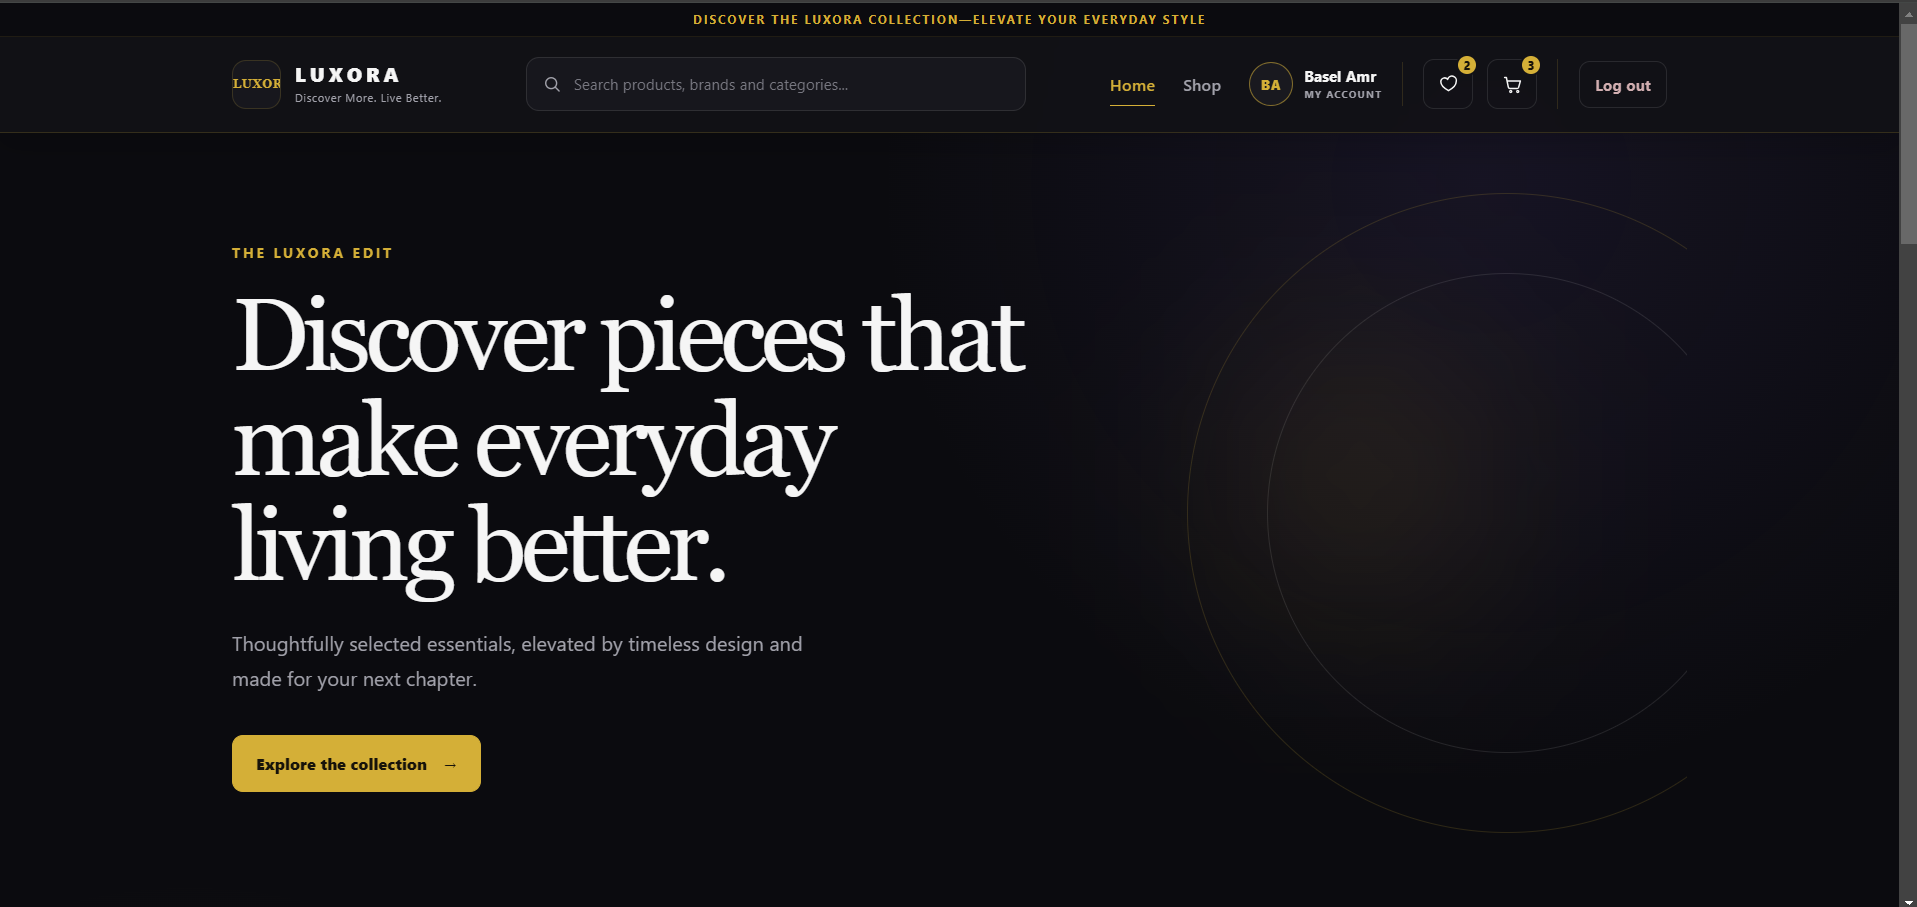 DISCOVER THE LUXORA COLLECTION—ELEVATE YOUR EVERYDAY STYLE
LUXOR
LUXORA
Discover More. Live Better.
Search products, brands and categories...
Home
Shop
BA
Basel Amr
MY ACCOUNT
2
3
Log out
THE LUXORA EDIT
Discover pieces that
make everyday
living better.
Thoughtfully selected essentials, elevated by timeless design and
made for your next chapter.
Explore the collection →